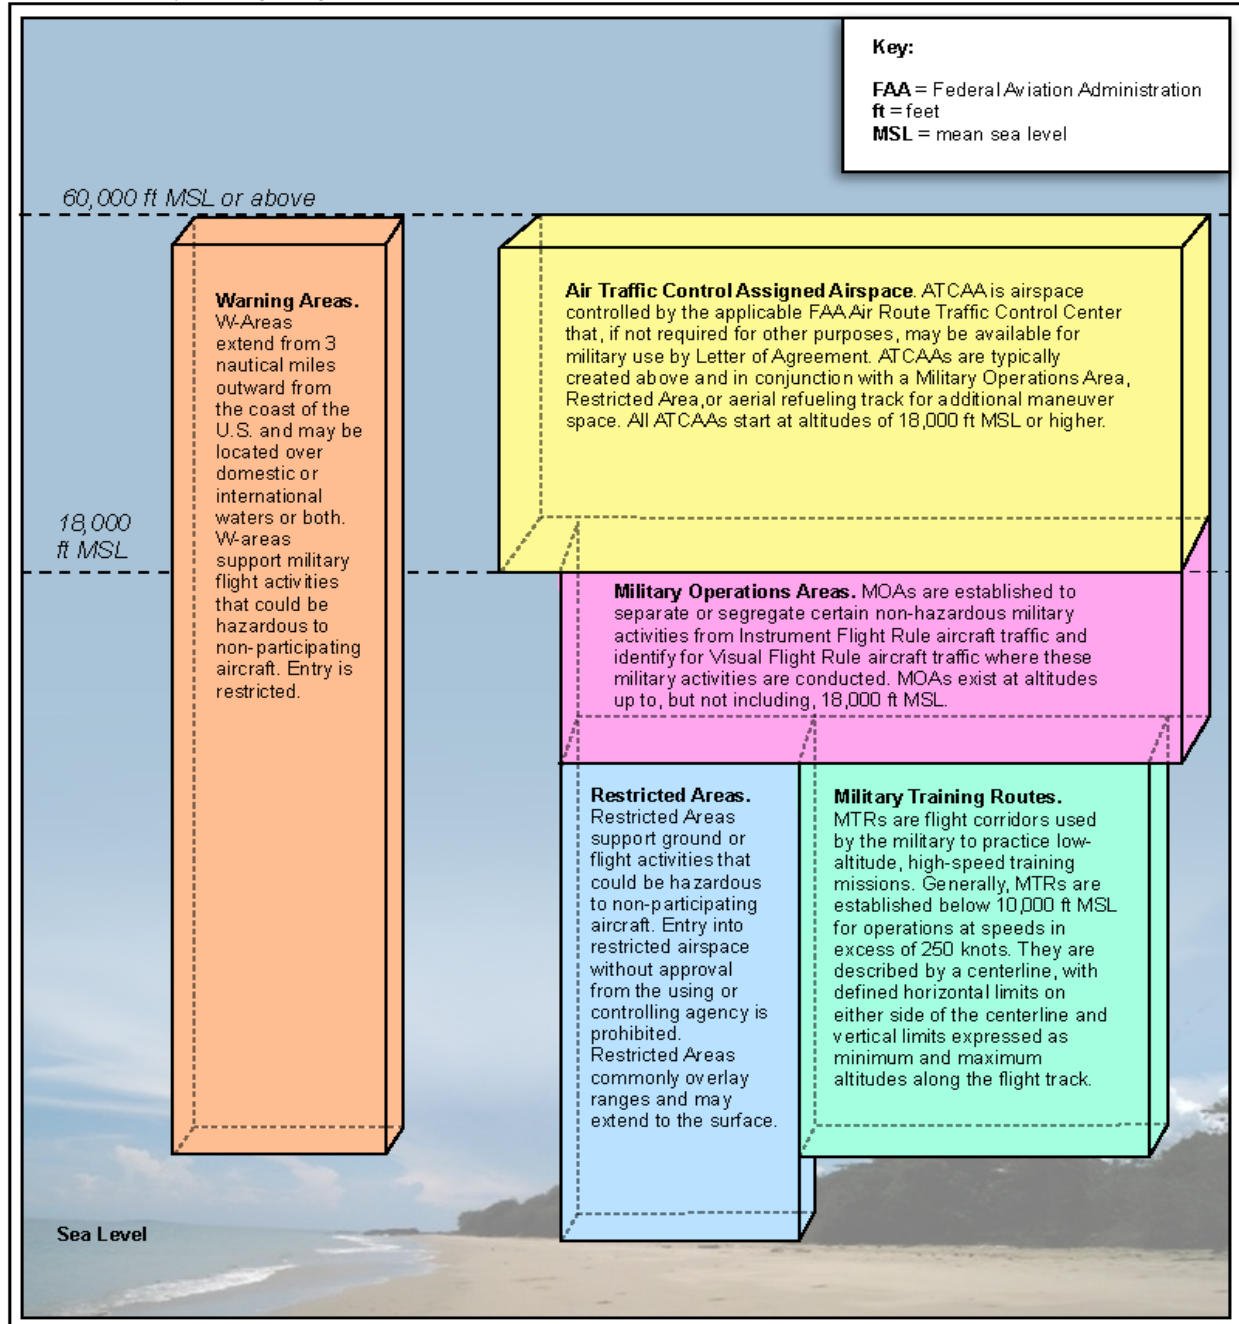 Key:
FAA = Federal Aviation Administration
ft = feet
MSL = mean sea level
60,000 ft MSL or above
Warning Areas.
W-Areas
extend from 3
nautical miles
outward from
the coast of the
U.S. and may be
located over
domestic or
international
waters or both.
W-areas
support military
flight activities
that could be
hazardous to
non-participating
aircraft. Entry is
restricted.
Air Traffic Control Assigned Airspace. ATCAA is airspace
controlled by the applicable FAA Air Route Traffic Control Center
that, if not required for other purposes, may be available for
military use by Letter of Agreement. ATCAAs are typically
created above and in conjunction with a Military Operations Area,
Restricted Area,or aerial refueling track for additional maneuver
space. All ATCAAs start at altitudes of 18,000 ft MSL or higher.
18,000
ft MSL
Military Operations Areas. MOAs are established to
separate or segregate certain non-hazardous military
activities from Instrument Flight Rule aircraft traffic and
identify for Visual Flight Rule aircraft traffic where these
military activities are conducted. MOAs exist at altitudes
up to, but not including, 18,000 ft MSL.
Restricted Areas.
Restricted Areas
support ground or
flight activities that
could be hazardous
to non-participating
aircraft. Entry into
restricted airspace
without approval
from the using or
controlling agency is
prohibited.
Restricted Areas
commonly overlay
ranges and may
extend to the surface.
Military Training Routes.
MTRs are flight corridors used
by the military to practice low-
altitude, high-speed training
missions. Generally, MTRs are
established below 10,000 ft MSL
for operations at speeds in
excess of 250 knots. They are
described by a centerline, with
defined horizontal limits on
either side of the centerline and
vertical limits expressed as
minimum and maximum
altitudes along the flight track.
Sea Level